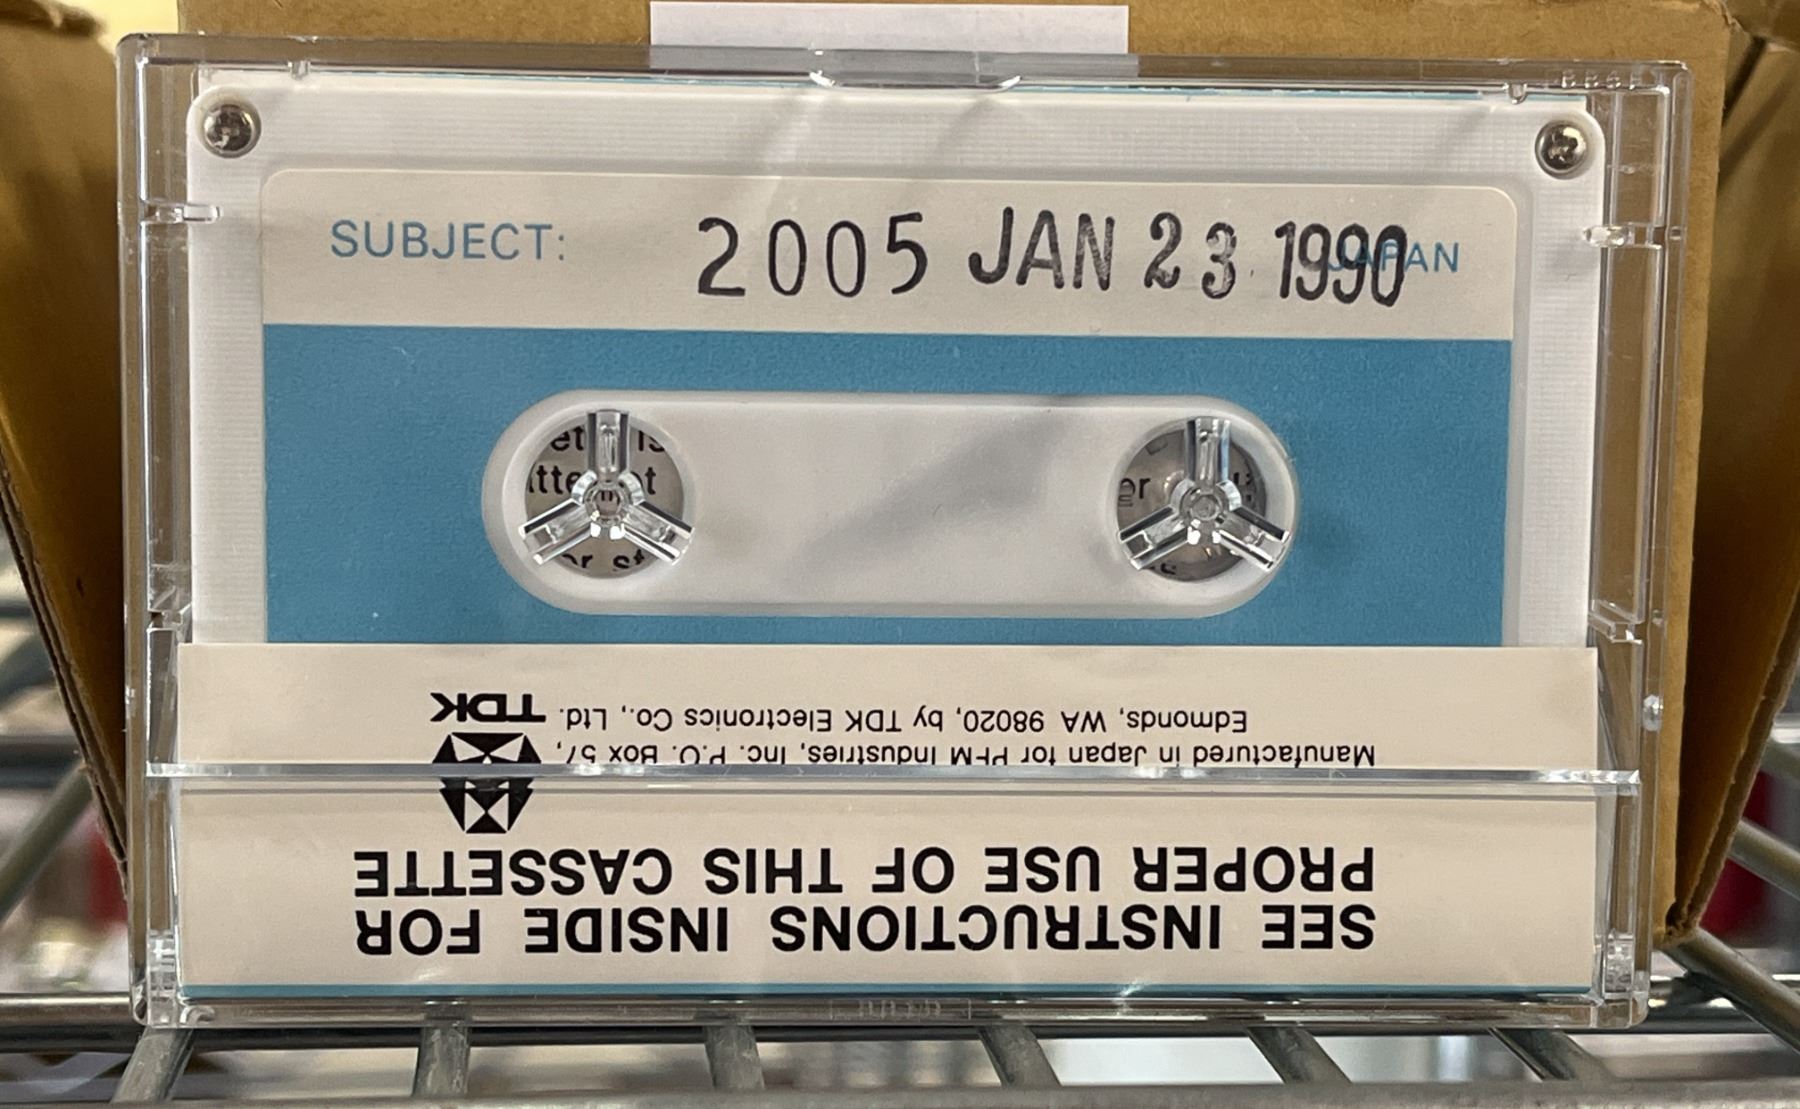 SUBJECT: 2005 JAN 23 1990 JAPAN
SEE INSTRUCTIONS INSIDE FOR
PROPER USE OF THIS CASSETTE
Manufactured in Japan for PFM Industries, Inc. P.O. Box 57,
Edmonds, WA 98020, by TDK Electronics Co., Ltd.
TDK